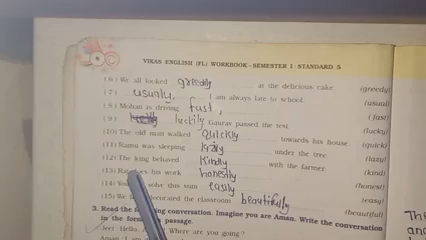 VIKAS ENGLISH (FL) WORKBOOK - SEMESTER I - STANDARD 5
(6) We all looked greedily at the delicious cake (greedy)
(7) usually, I am always late to school. (usual)
(8) Mohan is driving fast. (fast)
(9) luckily Gaurav passed the test (lucky)
(10) The old man walked quickly towards his house (quick)
(11) Ramu was sleeping lazily under the tree. (lazy)
(12) The king behaved kindly with the farmer (kind)
(13) his work honestly (honest)
(14) solve this sum easily (easy)
(15) We decorated the classroom beautifully (beautiful)
3. Read the following conversation. Imagine you are Aman. Write the conversation
in the form passage.
Jeet: Hello, Where are you going?